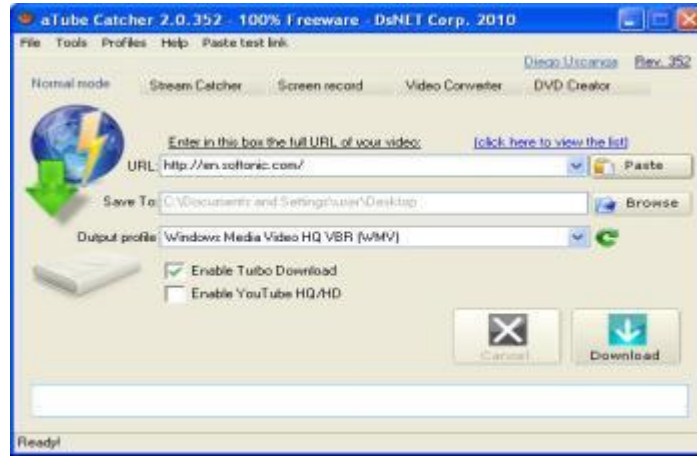 aTube Catcher 2.0.352 - 100% Freeware - DsNET Corp. 2010
File Tools Profiles Help Paste test link.
Diego Uscanga Rev. 352
Normal mode Stream Catcher Screen record Video Converter DVD Creator
Enter in this box the full URL of your video: [click here to view the list]
URL: http://en.softonic.com/ Paste
Save To: C:\Documents and Settings\user\Desktop Browse
Output profile Windows Media Video HQ VBR (WMV)
Enable Turbo Download
Enable YouTube HQ/HD
Cancel Download
Ready!